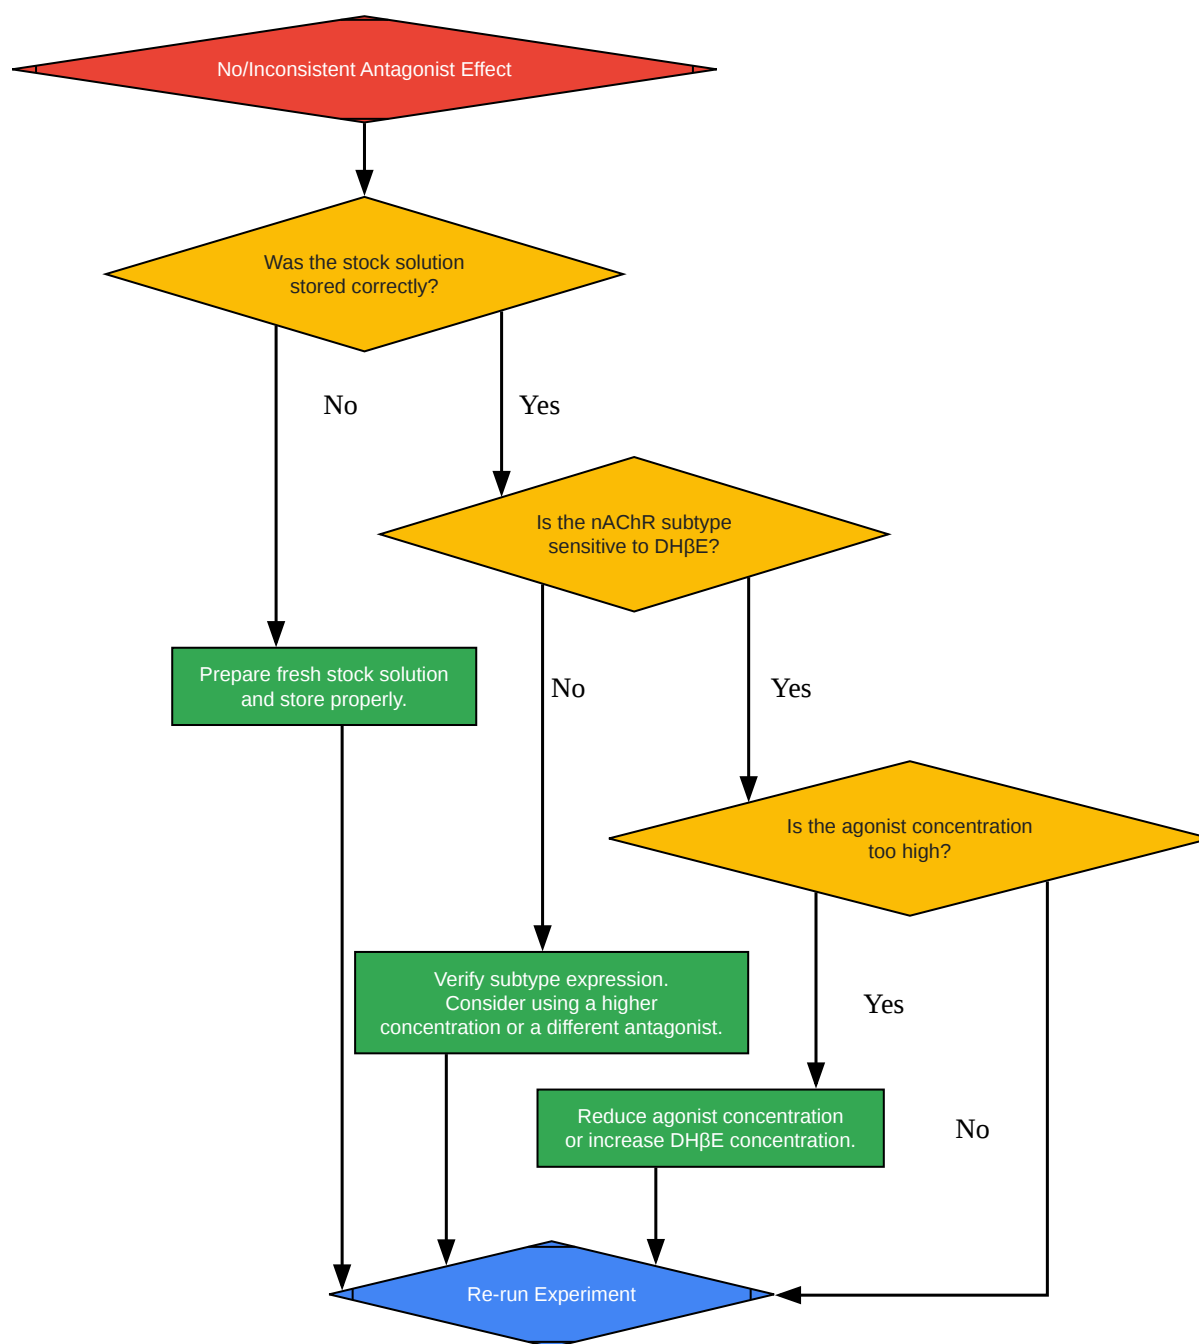 No/Inconsistent Antagonist Effect
Was the stock solution
stored correctly?
No
Yes
Is the nAChR subtype
sensitive to DHβE?
Prepare fresh stock solution
and store properly.
No
Yes
Is the agonist concentration
too high?
Verify subtype expression.
Consider using a higher
concentration or a different antagonist.
Yes
Reduce agonist concentration
or increase DHβE concentration.
No
Re-run Experiment